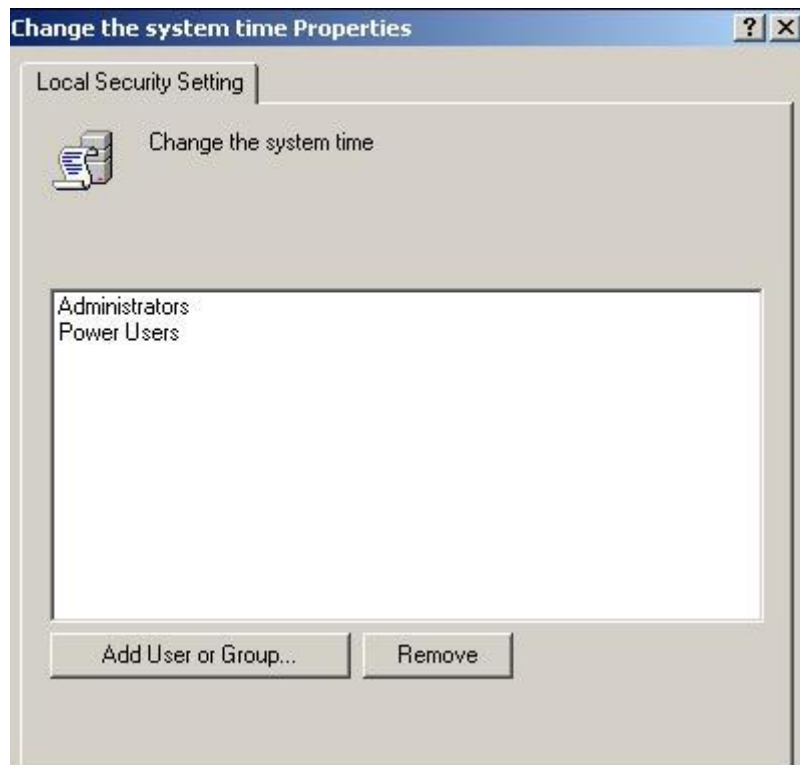 Change the system time Properties
Local Security Setting
Change the system time
Administrators
Power Users
Add User or Group... Remove